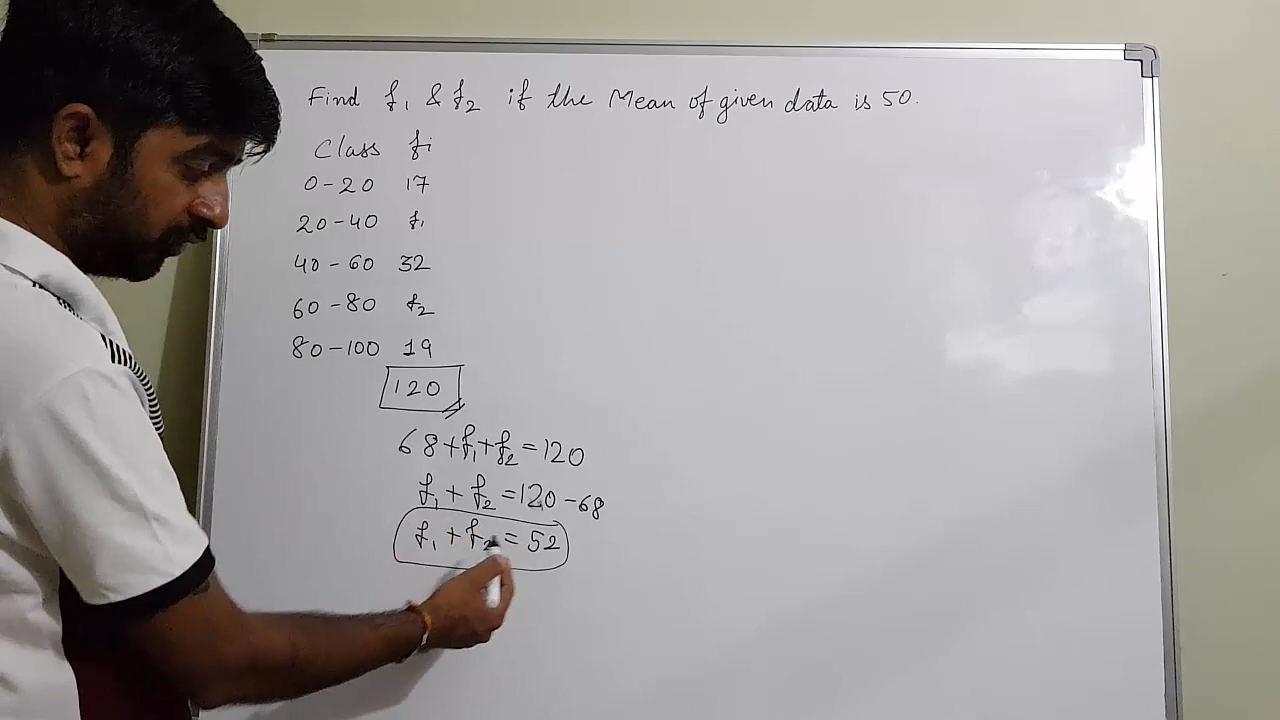 Find f₁ & f₂ if the Mean of given data is 50.
Class fi
0-20 17
20-40 f₁
40-60 32
60-80 f₂
80-100 19
120
68+f₁+f₂=120
f₁+f₂=120-68
f₁+f₂=52